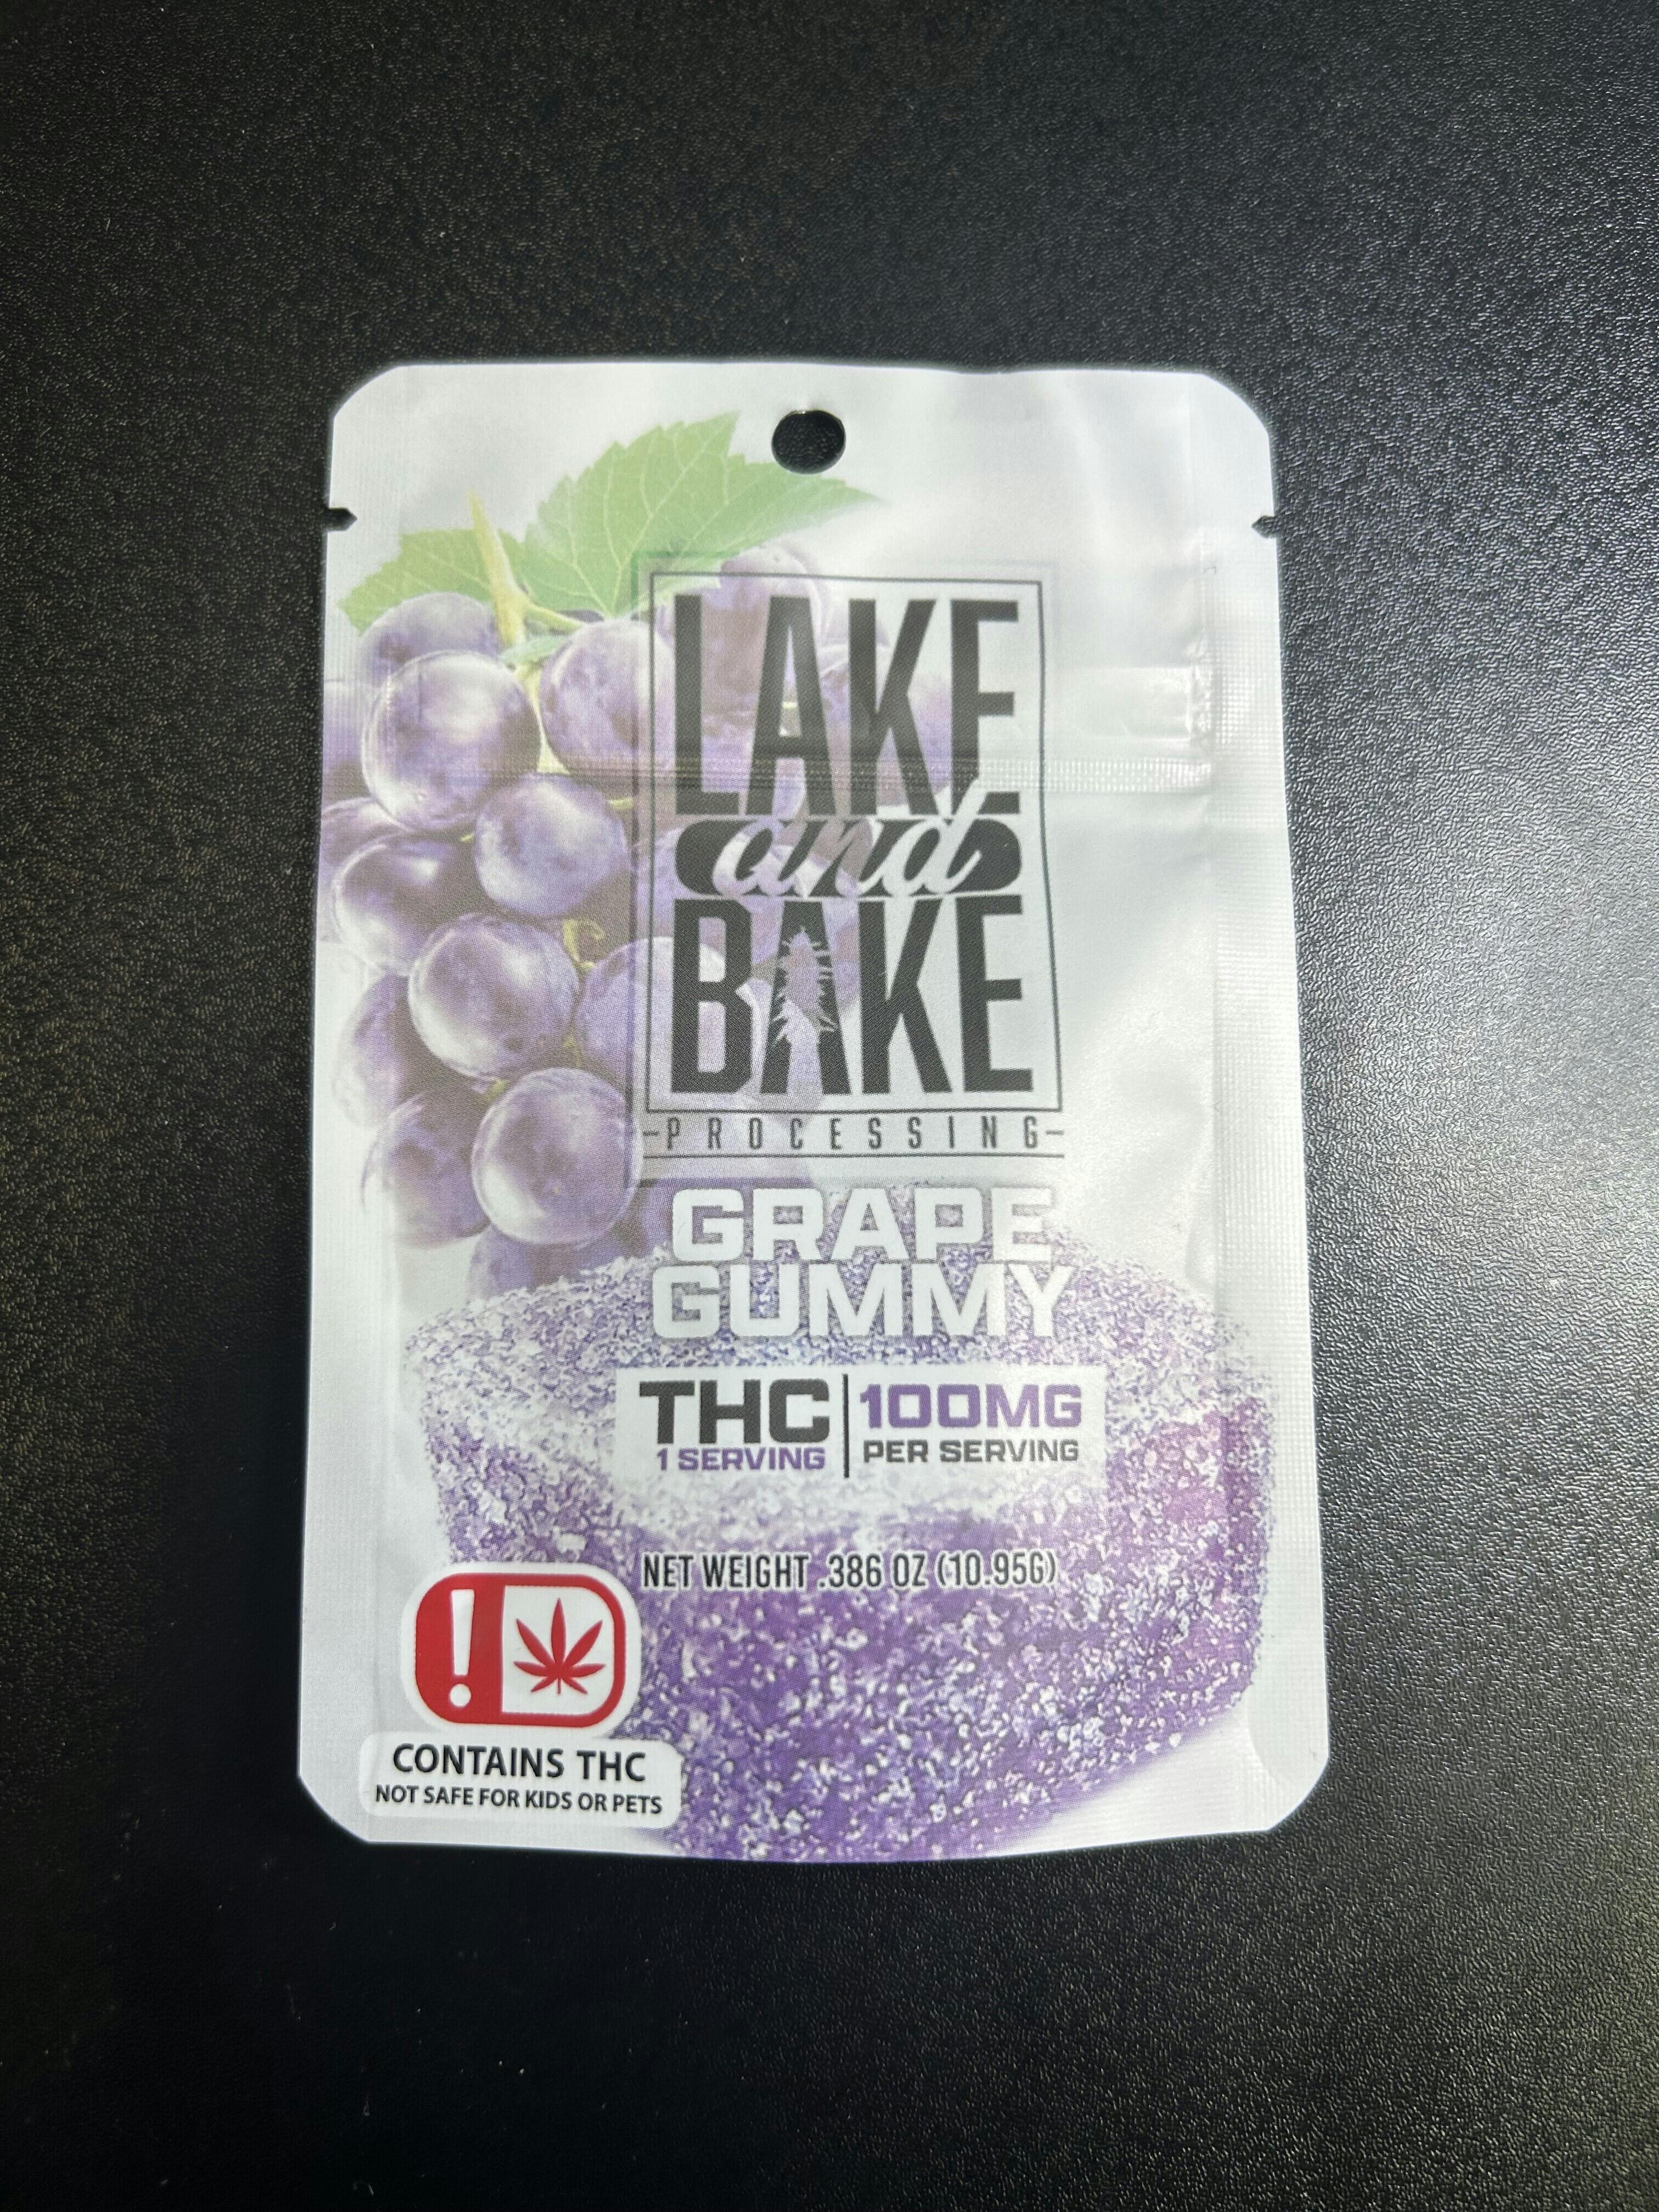 LAKE
and
BAKE
PROCESSING
GRAPE
GUMMY
THC
1 SERVING
100MG
PER SERVING
NET WEIGHT .386 OZ (10.95G)
!
CONTAINS THC
NOT SAFE FOR KIDS OR PETS